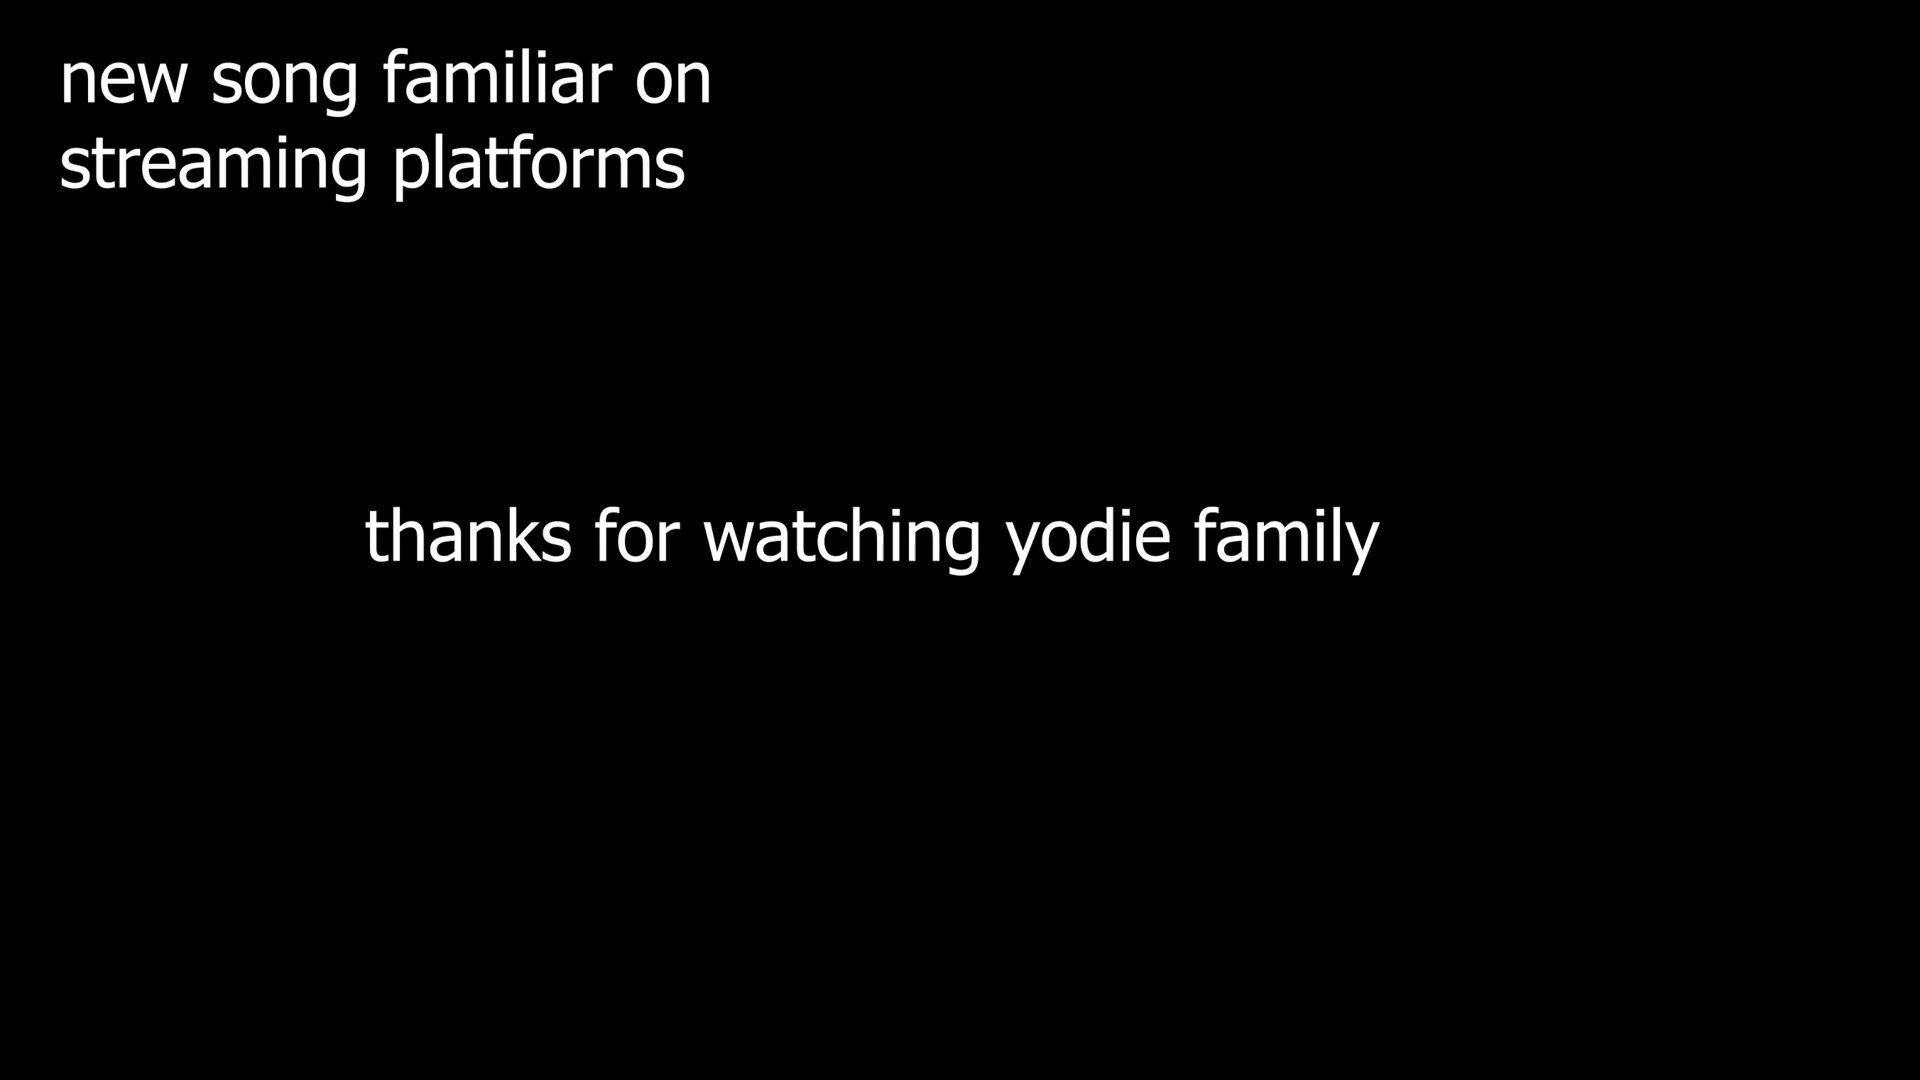 new song familiar on
streaming platforms
thanks for watching yodie family